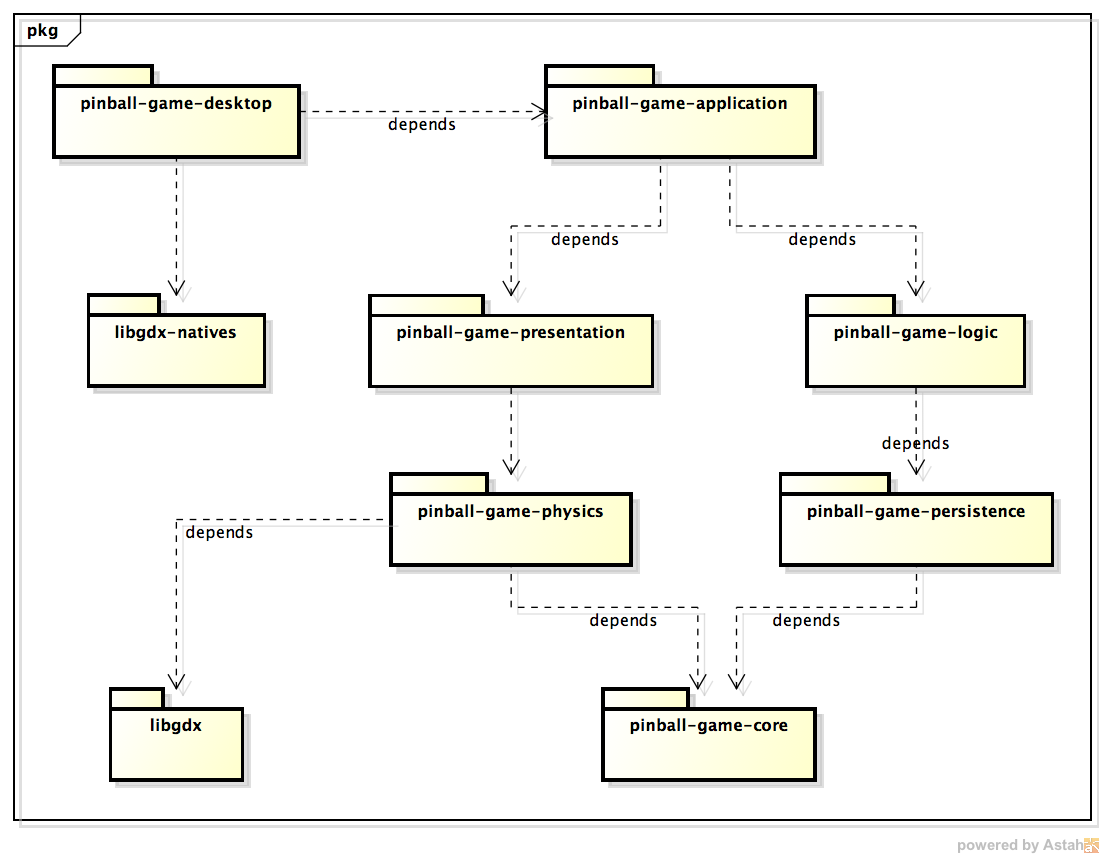 pkg
pinball-game-desktop
pinball-game-application
depends
depends
depends
libgdx-natives
pinball-game-presentation
pinball-game-logic
depends
pinball-game-physics
pinball-game-persistence
depends
depends
depends
libgdx
pinball-game-core
powered by Astah